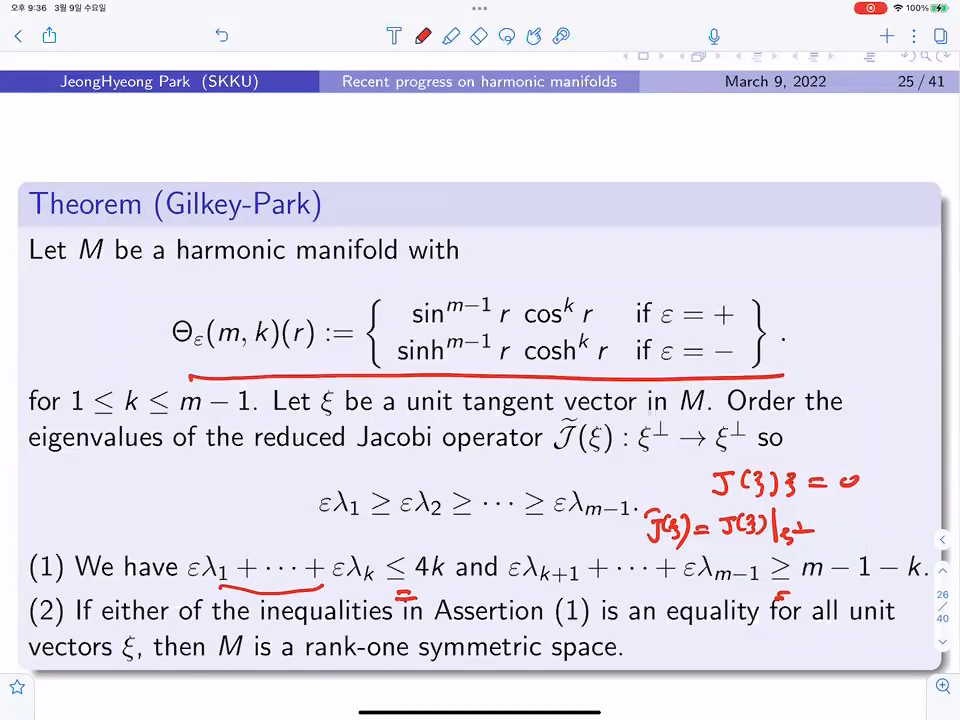 오후 9:36 3월 9일 수요일
100%
JeongHyeong Park (SKKU) Recent progress on harmonic manifolds March 9, 2022 25 / 41
Theorem (Gilkey-Park)
Let M be a harmonic manifold with
Θε(m, k)(r) := { sin^{m−1} r cos^k r if ε = +
sinh^{m−1} r cosh^k r if ε = − } .
for 1 ≤ k ≤ m − 1. Let ξ be a unit tangent vector in M. Order the
eigenvalues of the reduced Jacobi operator J̃(ξ) : ξ^⊥ → ξ^⊥ so
J(ξ)ξ = 0
ελ₁ ≥ ελ₂ ≥ ⋯ ≥ ελ_{m−1}.
J̃(ξ) = J(ξ)|ξ^⊥
(1) We have ελ₁ + ⋯ + ελ_k ≤ 4k and ελ_{k+1} + ⋯ + ελ_{m−1} ≥ m − 1 − k.
(2) If either of the inequalities in Assertion (1) is an equality for all unit
vectors ξ, then M is a rank-one symmetric space.
26
/
40